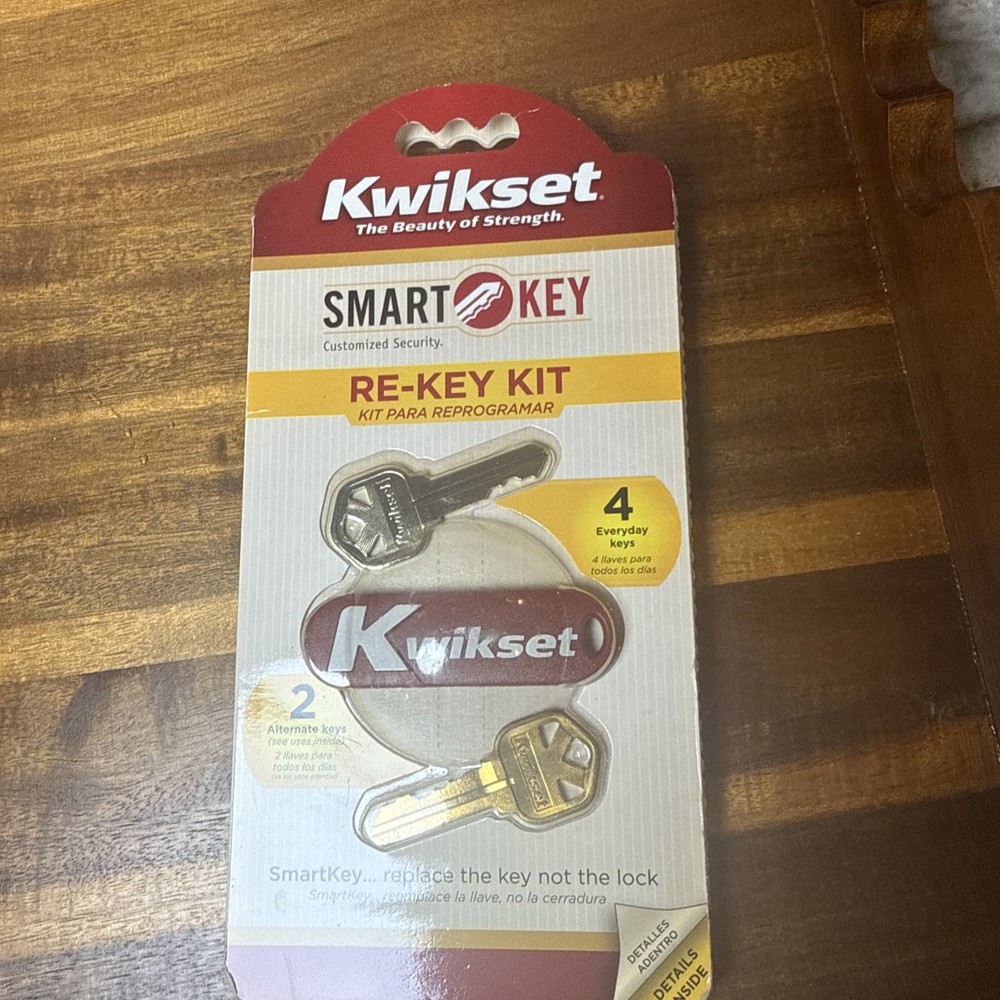 Kwikset®
The Beauty of Strength.
SMART KEY
Customized Security.
RE-KEY KIT
KIT PARA REPROGRAMAR
Kwikset
4
Everyday
keys
4 llaves para
todos los días
Kwikset
2
Alternate keys
(see uses inside)
2 llaves para
todos los días
Kwikset
SmartKey... replace the key not the lock
SmartKey... reemplace la llave, no la cerradura
DETALLES
ADENTRO
DETAILS
INSIDE